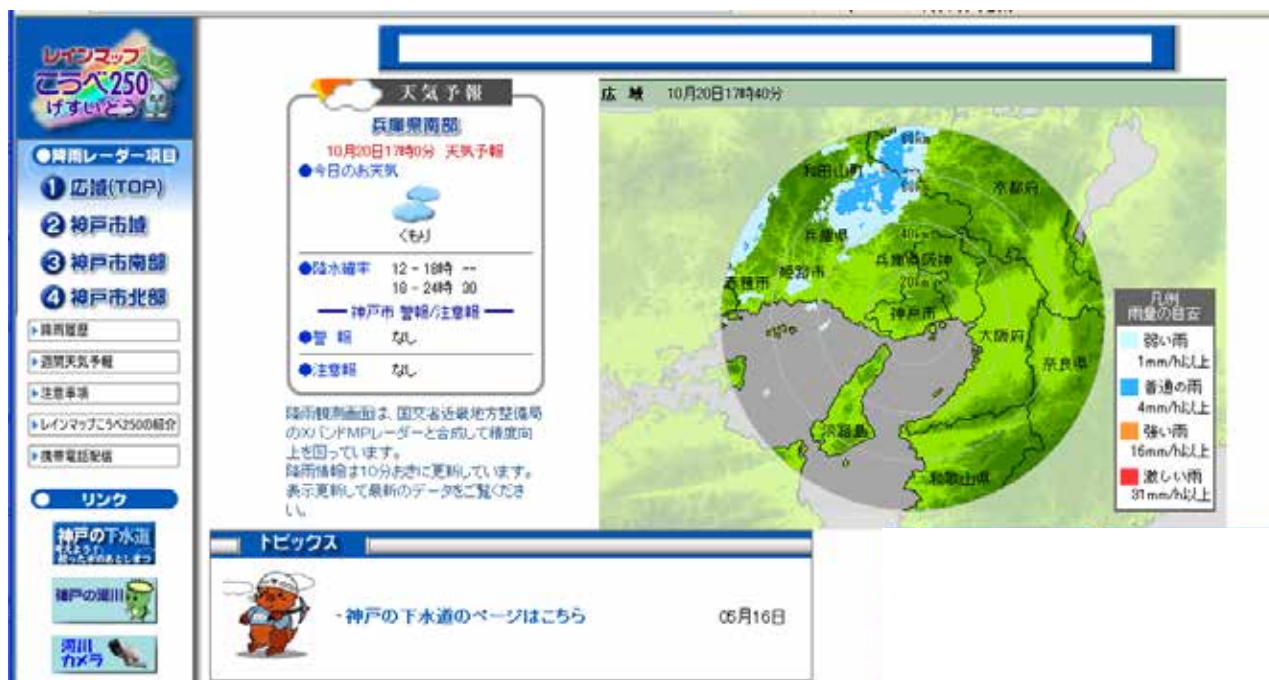 レインマップ
こうべ250
げすいどう
降雨レーダー項目
1 広域(TOP)
2 神戸市域
3 神戸市南部
4 神戸市北部
降雨履歴
週間天気予報
注意事項
レインマップこうべ250の紹介
携帯電話配信
リンク
神戸の下水道
神戸の河川
河川
カメラ
天気予報
兵庫県南部
10月20日17時0分 天気予報
●今日のお天気
くもり
●降水確率 12 - 18時 --
18 - 24時 30
神戸市 警報/注意報
●警 報 なし
●注意報 なし
降雨観測画面は、国交省近畿地方整備局
のXバンドMPレーダーと合成して精度向
上を図っています。
降雨情報は10分おきに更新しています。
表示更新して最新のデータをご覧くださ
い。
広 域 10月20日17時40分
80km
和田山町
60km
京都府
兵庫県
40km
兵庫県阪神
姫路市
赤穂市
20km
神戸市
大阪府
奈良県
淡路島
和歌山県
凡例
雨量の目安
弱い雨
1mm/h以上
普通の雨
4mm/h以上
強い雨
16mm/h以上
激しい雨
31mm/h以上
トピックス
-神戸の下水道のページはこちら 05月16日